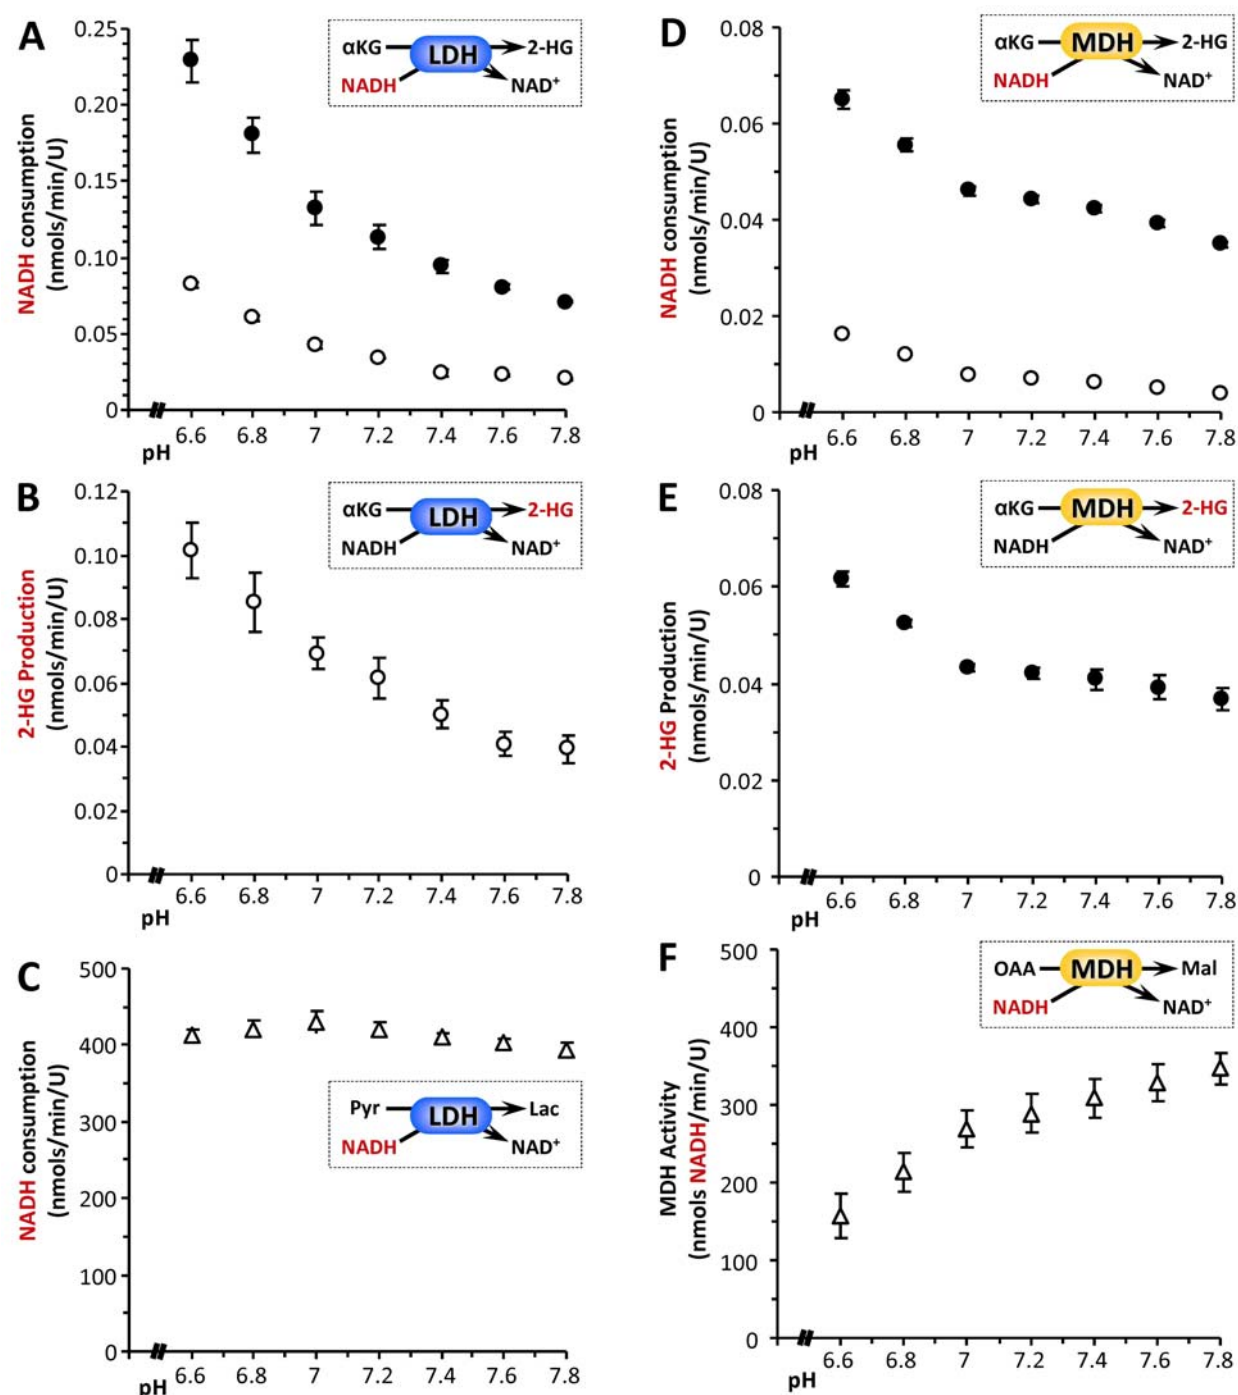 A
NADH consumption
(nmols/min/U)
0.25
0.20
0.15
0.10
0.05
0
αKG LDH 2-HG
NADH NAD⁺
pH
6.6 6.8 7 7.2 7.4 7.6 7.8
D
NADH consumption
(nmols/min/U)
0.08
0.06
0.04
0.02
0
αKG MDH 2-HG
NADH NAD⁺
pH
6.6 6.8 7 7.2 7.4 7.6 7.8
B
2-HG Production
(nmols/min/U)
0.12
0.10
0.08
0.06
0.04
0.02
0
αKG LDH 2-HG
NADH NAD⁺
pH
6.6 6.8 7 7.2 7.4 7.6 7.8
E
2-HG Production
(nmols/min/U)
0.08
0.06
0.04
0.02
0
αKG MDH 2-HG
NADH NAD⁺
pH
6.6 6.8 7 7.2 7.4 7.6 7.8
C
NADH consumption
(nmols/min/U)
500
400
300
200
100
0
Pyr LDH Lac
NADH NAD⁺
pH
6.6 6.8 7 7.2 7.4 7.6 7.8
F
MDH Activity
(nmols NADH/min/U)
500
400
300
200
100
0
OAA MDH Mal
NADH NAD⁺
pH
6.6 6.8 7 7.2 7.4 7.6 7.8